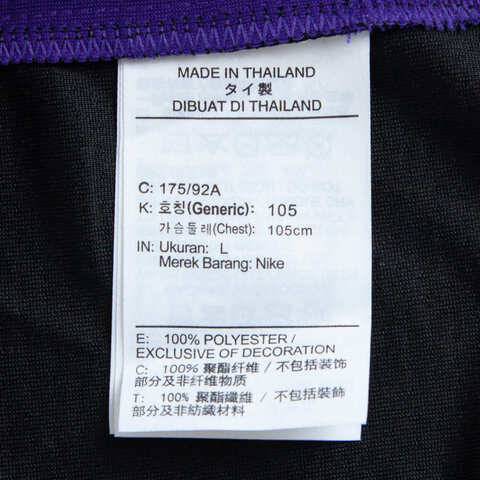 MADE IN THAILAND
タイ製
DIBUAT DI THAILAND
C: 175/92A
K: 호칭(Generic): 105
가슴둘레(Chest): 105cm
IN: Ukuran: L
Merek Barang: Nike
E: 100% POLYESTER /
EXCLUSIVE OF DECORATION
C: 100% 聚酯纤维 / 不包括装饰
部分及非纤维物质
T: 100% 聚酯纖維 / 不包括裝飾
部分及非紡織材料